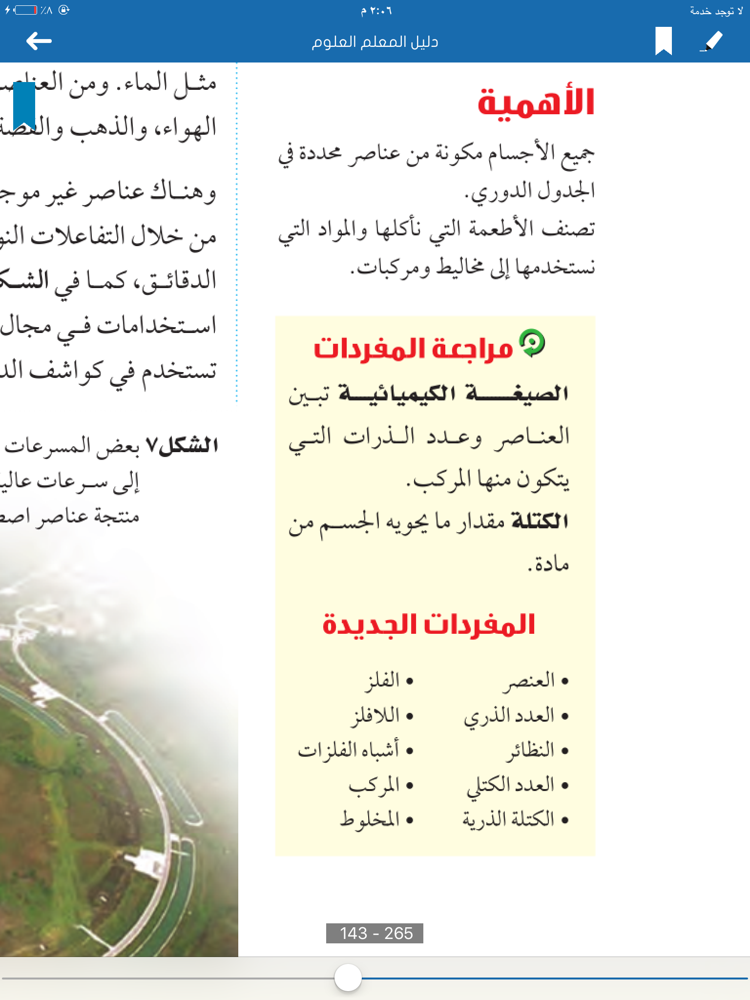 لا توجد خدمة
٢:٠٦ م
٪٨
دليل المعلم العلوم
الأهمية
جميع الأجسام مكونة من عناصر محددة في
الجدول الدوري.
تصنف الأطعمة التي نأكلها والمواد التي
نستخدمها إلى مخاليط ومركبات.
مراجعة المفردات
الصيغة الكيميائية تبين
العناصر وعدد الذرات التي
يتكون منها المركب.
الكتلة مقدار ما يحويه الجسم من
مادة.
المفردات الجديدة
• العنصر
• العدد الذري
• النظائر
• العدد الكتلي
• الكتلة الذرية
• الفلز
• اللافلز
• أشباه الفلزات
• المركب
• المخلوط
مثل الماء. ومن
الهواء، والذهب والفضة
وهناك عناصر غير
من خلال التفاعلات
الدقائق، كما في
استخدامات في مجال
تستخدم في كواشف
الشكل٧ بعض المسرعات
إلى سرعات
منتجة عناصر
143 - 265